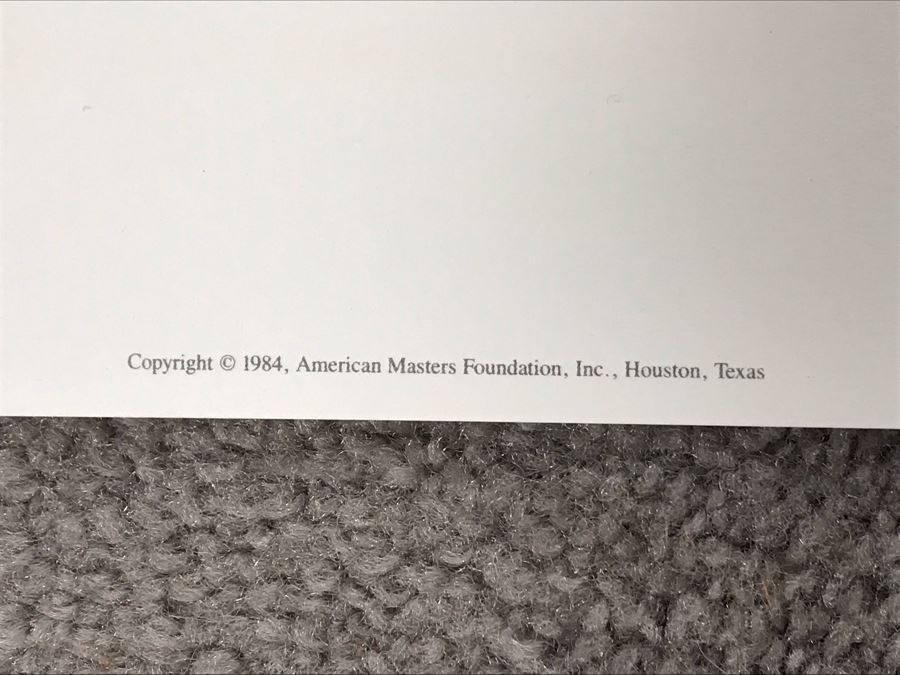 Copyright © 1984, American Masters Foundation, Inc., Houston, Texas